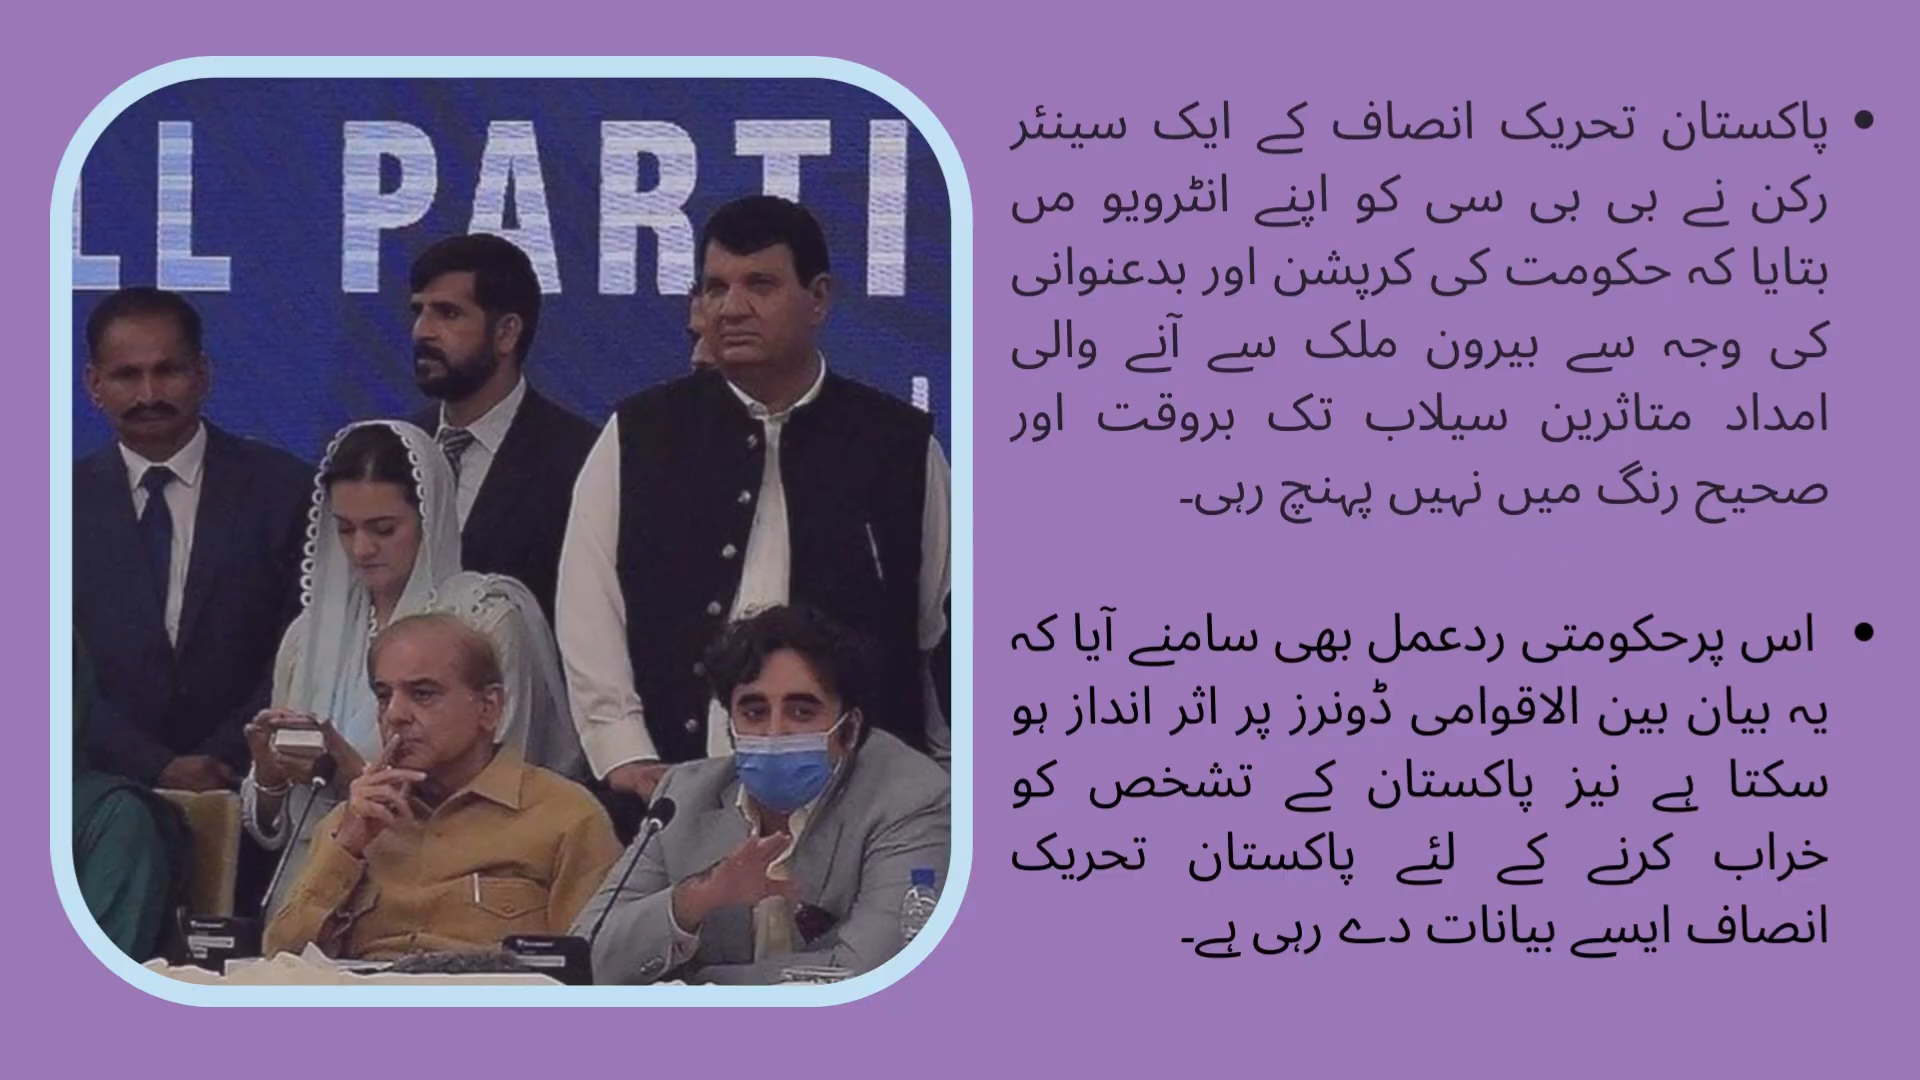 LL PARTI
• پاکستان تحریک انصاف کے ایک سینئر
رکن نے بی بی سی کو اپنے انٹرویو مں
بتایا کہ حکومت کی کرپشن اور بدعنوانی
کی وجہ سے بیرون ملک سے آنے والی
امداد متاثرین سیلاب تک بروقت اور
صحیح رنگ میں نہیں پہنچ رہی۔
• اس پرحکومتی ردعمل بھی سامنے آیا کہ
یہ بیان بین الاقوامی ڈونرز پر اثر انداز ہو
سکتا ہے نیز پاکستان کے تشخص کو
خراب کرنے کے لئے پاکستان تحریک
انصاف ایسے بیانات دے رہی ہے۔